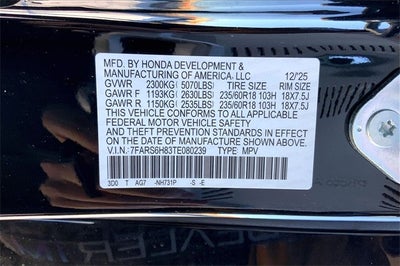 MFD. BY HONDA DEVELOPMENT &
MANUFACTURING OF AMERICA, LLC 12/25
GVWR 2300KG 5070LBS TIRE SIZE RIM SIZE
GAWR F 1193KG 2630LBS 235/60R18 103H 18X7.5J
GAWR R 1150KG 2535LBS 235/60R18 103H 18X7.5J
THIS VEHICLE CONFORMS TO ALL APPLICABLE
FEDERAL MOTOR VEHICLE SAFETY AND
THEFT PREVENTION STANDARDS IN EFFECT ON
THE DATE OF MANUFACTURE SHOWN ABOVE.
V.I.N: 7FARS6H83TE080239 TYPE: MPV
3D0 T AG7 -NH731P -S -E